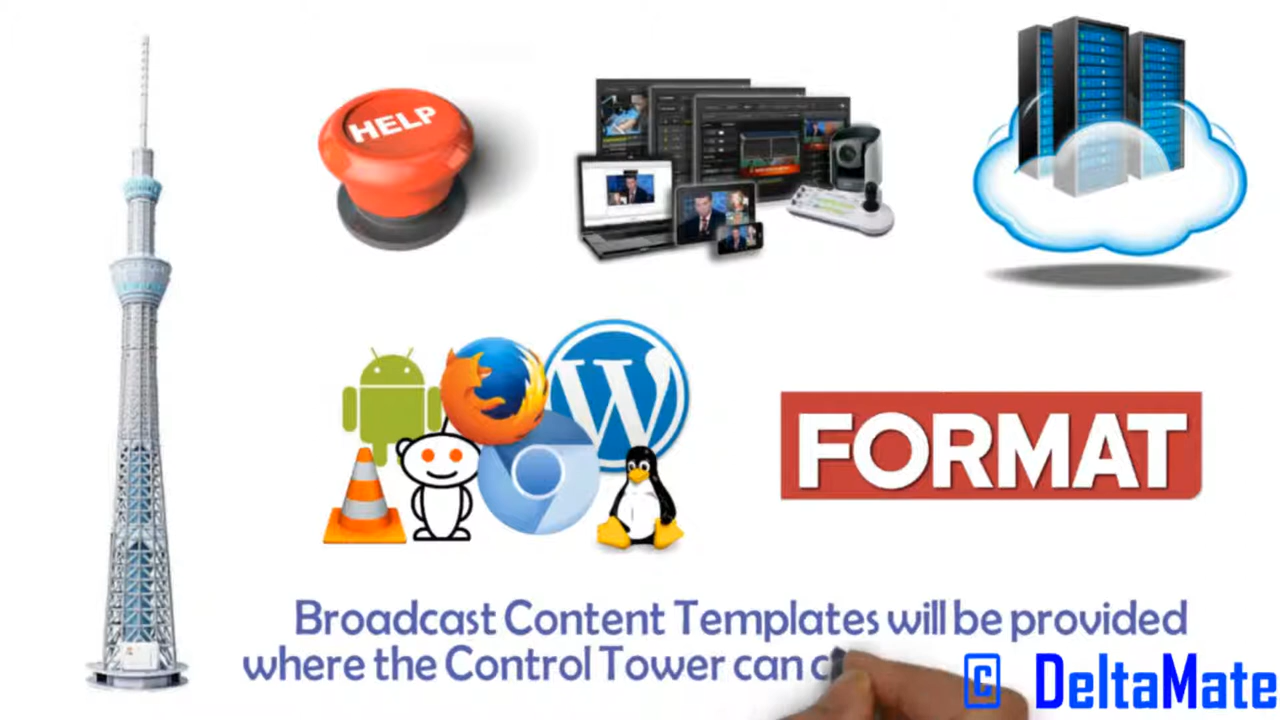 HELP
FORMAT
Broadcast Content Templates will be provided
where the Control Tower can
© DeltaMate